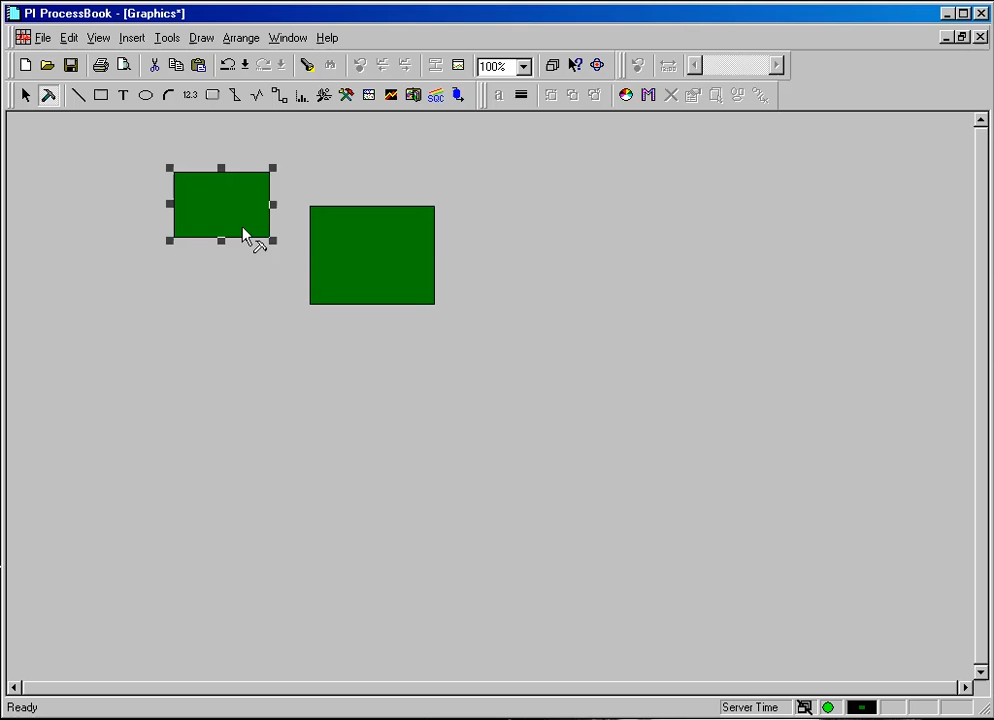 PI ProcessBook - [Graphics*]
File Edit View Insert Tools Draw Arrange Window Help
100%
T 12.3 SQC a
Ready Server Time